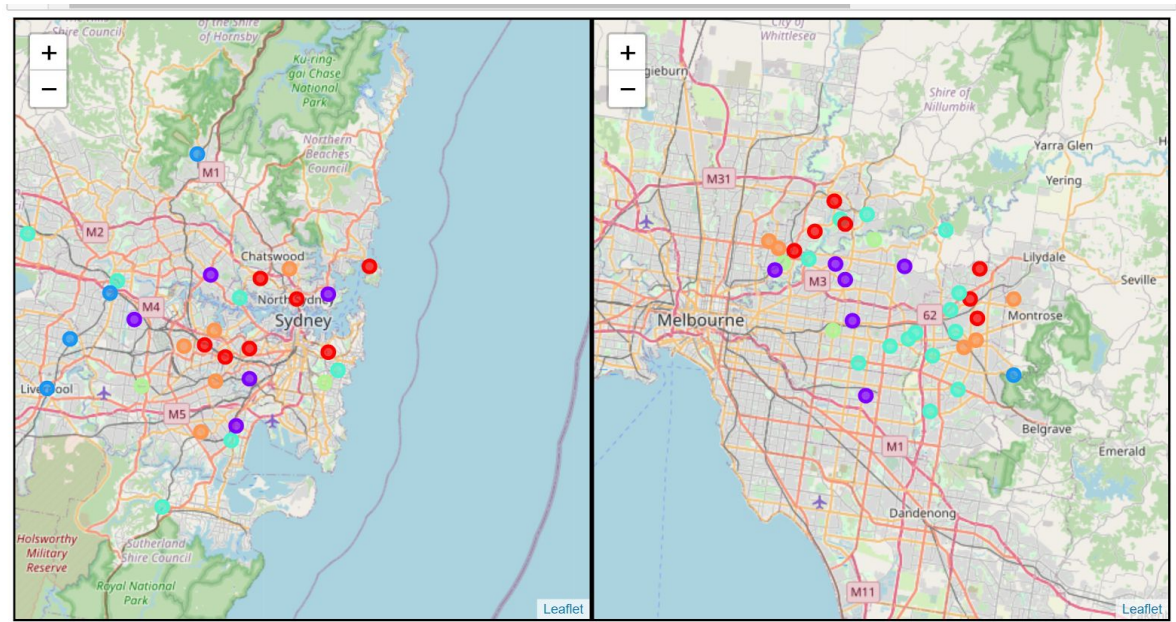 +
−
Shire Council
of the Shire
of Hornsby
Ku-ring-
gai Chase
National
Park
Northern
Beaches
Council
M1
M2
Chatswood
M4
North Sydney
Sydney
Liverpool
M5
Holsworthy
Military
Reserve
Sutherland
Shire Council
Royal National
Park
Leaflet
+
−
City of
Whittlesea
gieburn
Shire of
Nillumbik
Yarra Glen
H
M31
Yering
Lilydale
M3
Seville
62
Montrose
Melbourne
Belgrave
M1
Emerald
Dandenong
M11
Leaflet